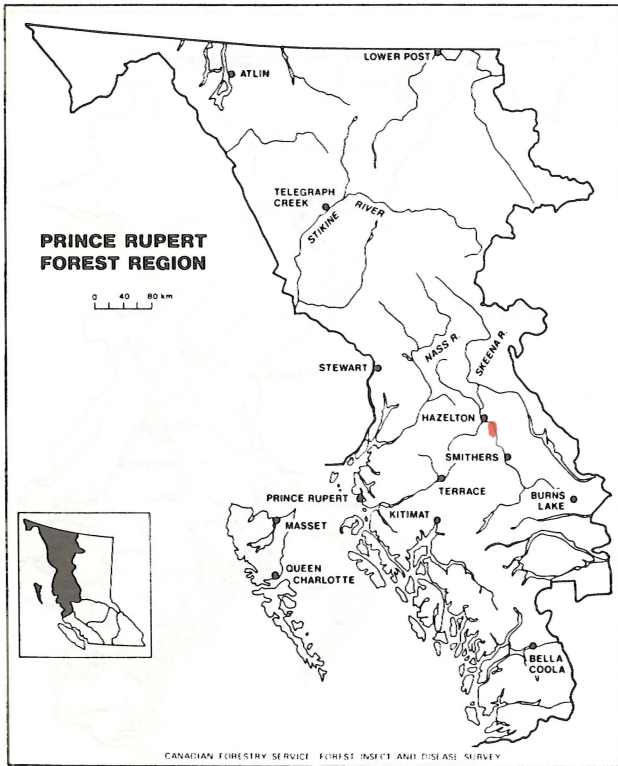 LOWER POST
ATLIN
TELEGRAPH
CREEK
STIKINE RIVER
PRINCE RUPERT
FOREST REGION
0 40 80 km
NASS R.
SKEENA R.
STEWART
HAZELTON
SMITHERS
TERRACE
BURNS
LAKE
PRINCE RUPERT
KITIMAT
MASSET
QUEEN
CHARLOTTE
BELLA
COOLA
CANADIAN FORESTRY SERVICE FOREST INSECT AND DISEASE SURVEY